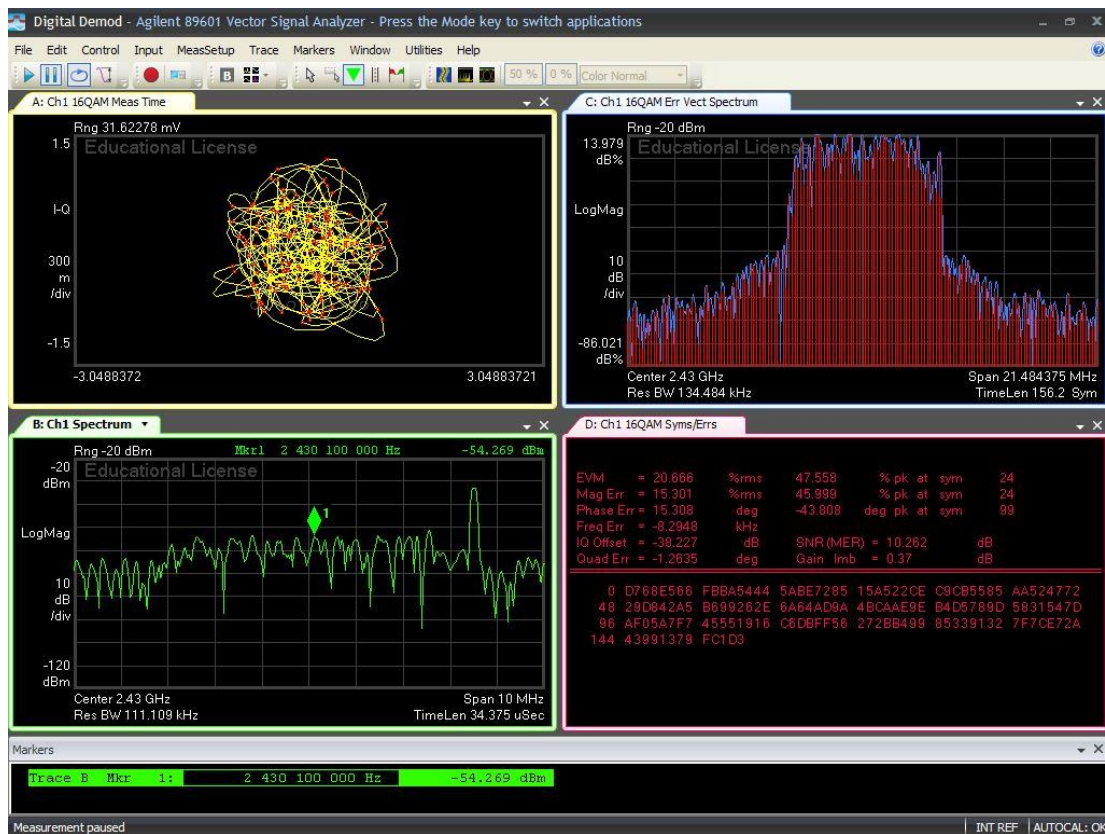 Digital Demod - Agilent 89601 Vector Signal Analyzer - Press the Mode key to switch applications
File Edit Control Input MeasSetup Trace Markers Window Utilities Help
B 50 % 0 % Color Normal
A: Ch1 16QAM Meas Time
Rng 31.62278 mV
1.5 Educational License
I-Q
300
m
/div
-1.5
-3.0488372 3.04883721
C: Ch1 16QAM Err Vect Spectrum
Rng -20 dBm
13.979 Educational License
dB%
LogMag
10
dB
/div
-86.021
dB%
Center 2.43 GHz Span 21.484375 MHz
Res BW 134.484 kHz TimeLen 156.2 Sym
B: Ch1 Spectrum
Rng -20 dBm Mkr1 2 430 100 000 Hz -54.269 dBm
-20 Educational License
dBm
1
LogMag
10
dB
/div
-120
dBm
Center 2.43 GHz Span 10 MHz
Res BW 111.109 kHz TimeLen 34.375 uSec
D: Ch1 16QAM Syms/Errs
EVM = 20.666 %rms 47.558 % pk at sym 24
Mag Err = 15.301 %rms 45.999 % pk at sym 24
Phase Err = 15.308 deg -43.808 deg pk at sym 99
Freq Err = -8.2948 kHz
IQ Offset = -38.227 dB SNR(MER) = 10.262 dB
Quad Err = -1.2635 deg Gain Imb = 0.37 dB
0 D768E566 FBBA5444 5ABE7285 15A522CE C9CB5585 AA524772
48 29D842A5 B699262E 6A64AD9A 4BCAAE9E B4D5789D 5831547D
96 AF05A7F7 45551916 C6DBFF56 272BB499 85339132 7F7CE72A
144 43991379 FC1D3
Markers
Trace B Mkr 1: 2 430 100 000 Hz -54.269 dBm
Measurement paused INT REF AUTOCAL: OK